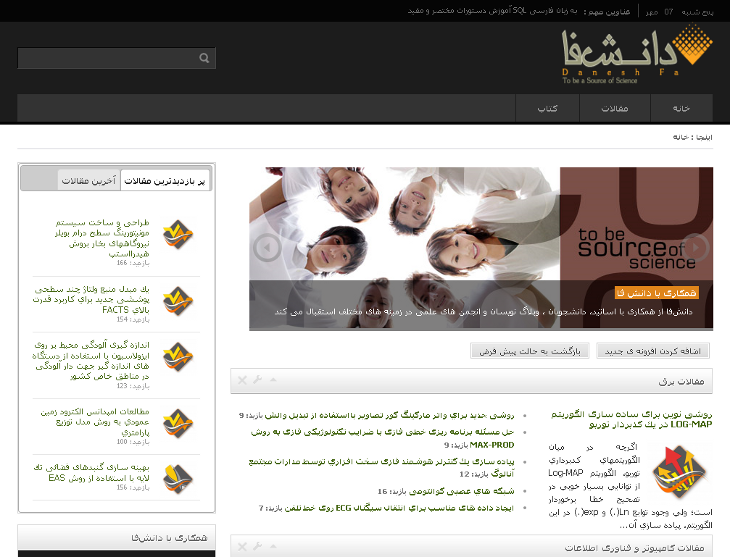 پنج شنبه 07 مهر
عناوین مهم : به زبان فارسی SQL آموزش دستورات مختصر و مفید
دانش‌فا
Danesh Fa
To be a Source of Science
خانه
مقالات
کتاب
اینجا : خانه
to be
source of
science
همکاری با دانش فا
دانش‌فا از همکاری با اساتید، دانشجویان ، وبلاگ نویسان و انجمن های علمی در زمینه های مختلف استقبال می کند
اضافه کردن افزونه ی جدید
بازگشت به حالت پیش فرض
مقالات برق
روشی نوین برای ساده سازی الگوریتم
LOG-MAP در یک کدبردار توربو
اگرچه در میان
الگوریتمهای کدبرداری
توربو، الگوریتم Log-MAP
از توانایی بسیار خوبی در
تصحیح خطا برخوردار
است؛ ولی وجود توابع Ln(.) و exp(.) در این
الگوریتم، پیاده سازی آن...
روشی جدید برای واتر مارکینگ کور تصاویر بااستفاده از تبدیل والش بازید: 9
حل مسئله برنامه ریزی خطی فازی با ضرایب تکنولوژیکی فازی به روش
MAX-PROD بازید: 9
پیاده سازی یک کنترلر هوشمند فازی سخت افزاری توسط مدارات مجتمع
آنالوگ بازید: 12
شبکه های عصبی کوانتومی بازید: 16
ایجاد داده های مناسب برای انتقال سیگنال ECG روی خط تلفن بازید: 7
مقالات کامپیوتر و فناوری اطلاعات
پر بازدیدترین مقالات
آخرین مقالات
طراحی و ساخت سیستم
مونیتورینگ سطح درام بویلر
نیروگاههای بخار بروش
هیدرااستپ
بازدید: 166
یک مبدل منبع ولتاژ چند سطحی
پوششی جدید برای کاربرد قدرت
بالای FACTS
بازدید: 154
اندازه گیری آلودگی محیط بر روی
ایزولاسیون با استفاده از دستگاه
های اندازه گیر جهت دار آلودگی
در مناطق خاص کشور
بازدید: 123
مطالعات امپدانس الکترود زمین
عمودی به روش مدل توزیع
پارامتری
بازدید: 100
بهینه سازی گنبدهای فضائی تک
لایه با استفاده از روش EAS
بازدید: 156
همکاری با دانش‌فا